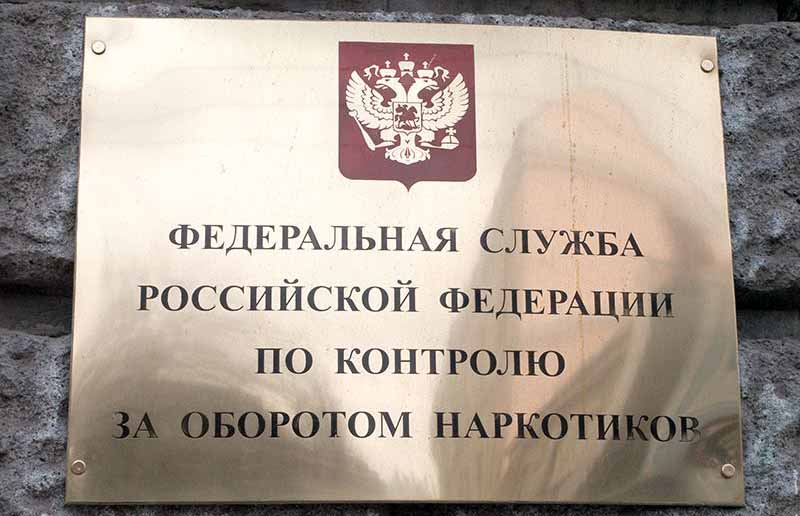 ФЕДЕРАЛЬНАЯ СЛУЖБА
РОССИЙСКОЙ ФЕДЕРАЦИИ
ПО КОНТРОЛЮ
ЗА ОБОРОТОМ НАРКОТИКОВ